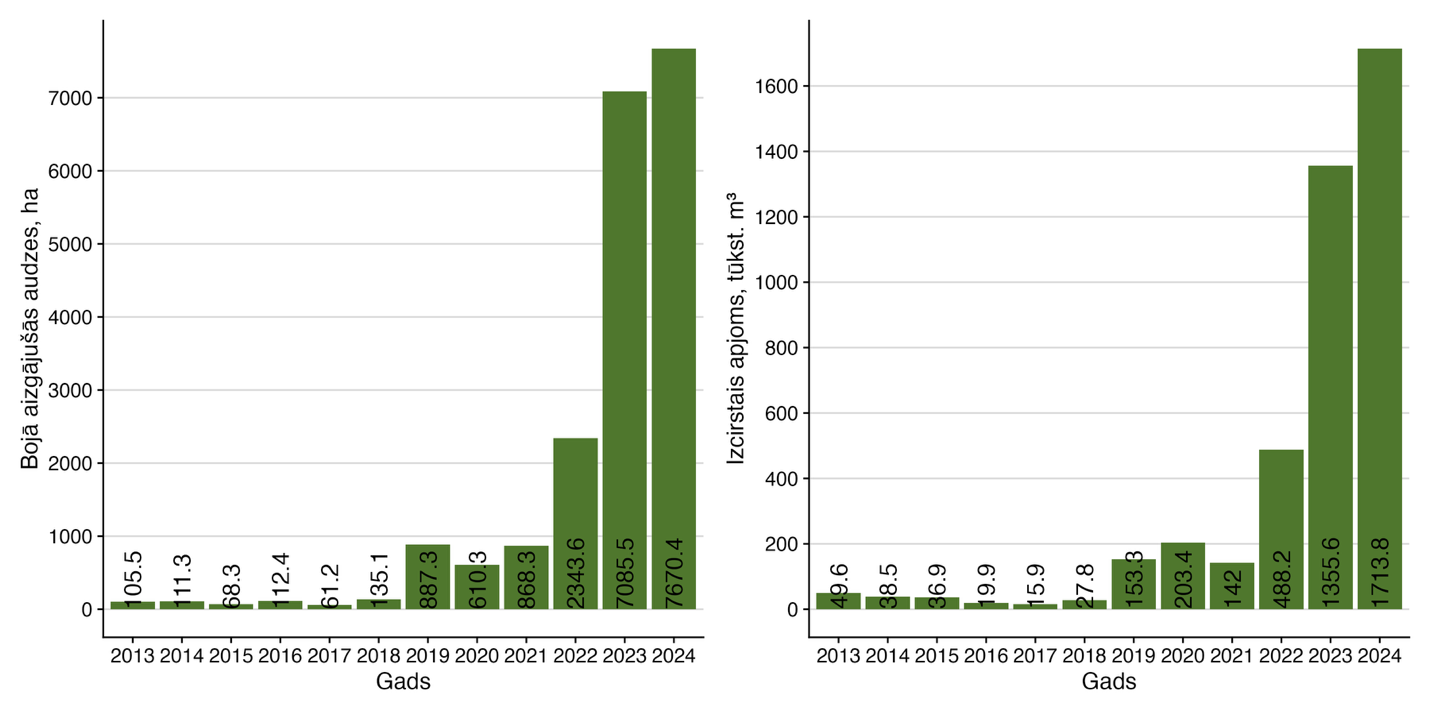 Bojā aizgājušās audzes, ha
7000
6000
5000
4000
3000
2000
1000
0
105.5 111.3 68.3 112.4 61.2 135.1 887.3 610.3 868.3 2343.6 7085.5 7670.4
2013 2014 2015 2016 2017 2018 2019 2020 2021 2022 2023 2024
Gads
Izcirstais apjoms, tūkst. m³
1600
1400
1200
1000
800
600
400
200
0
49.6 38.5 36.9 19.9 15.9 27.8 153.3 203.4 142 488.2 1355.6 1713.8
2013 2014 2015 2016 2017 2018 2019 2020 2021 2022 2023 2024
Gads